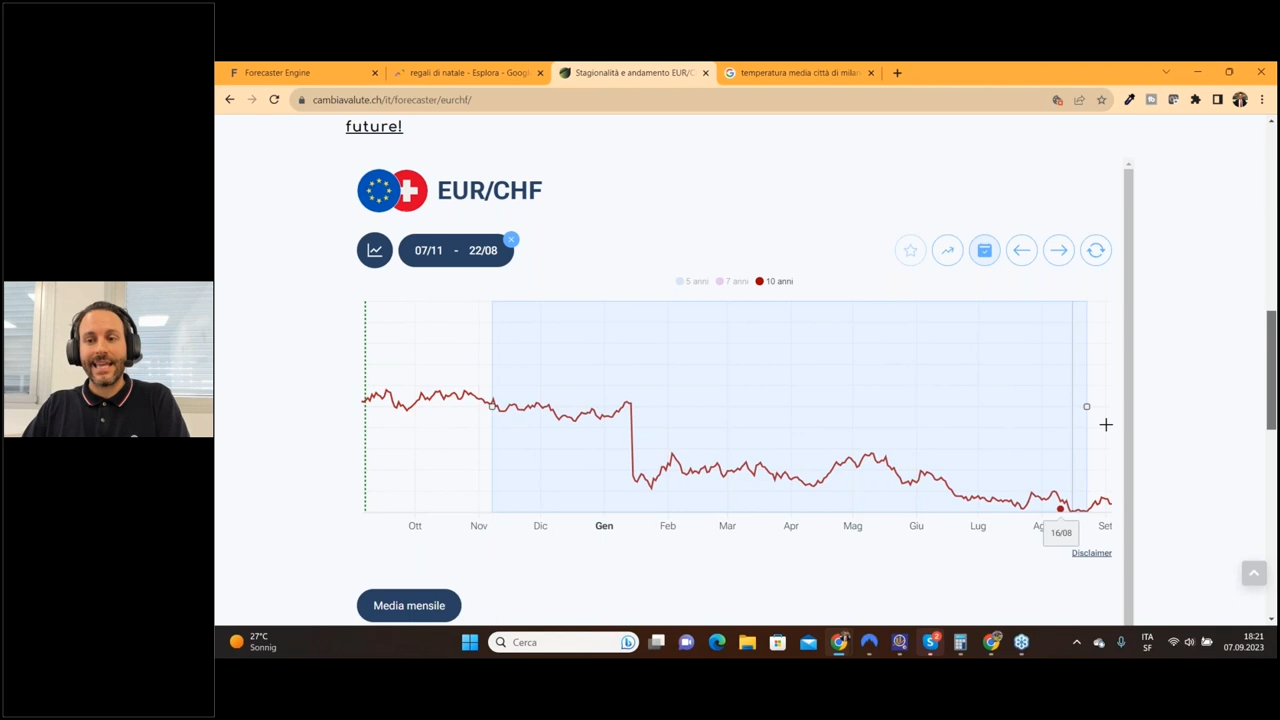 Forecaster Engine
regali di natale - Esplora - Googl
Stagionalità e andamento EUR/C
temperatura media città di milan
cambiavalute.ch/it/forecaster/eurchf/
future!
EUR/CHF
07/11 - 22/08
5 anni 7 anni 10 anni
Ott Nov Dic Gen Feb Mar Apr Mag Giu Lug Ag Set
16/08
Disclaimer
Media mensile
27°C
Sonnig
Cerca
2
ITA
SF
18:21
07.09.2023